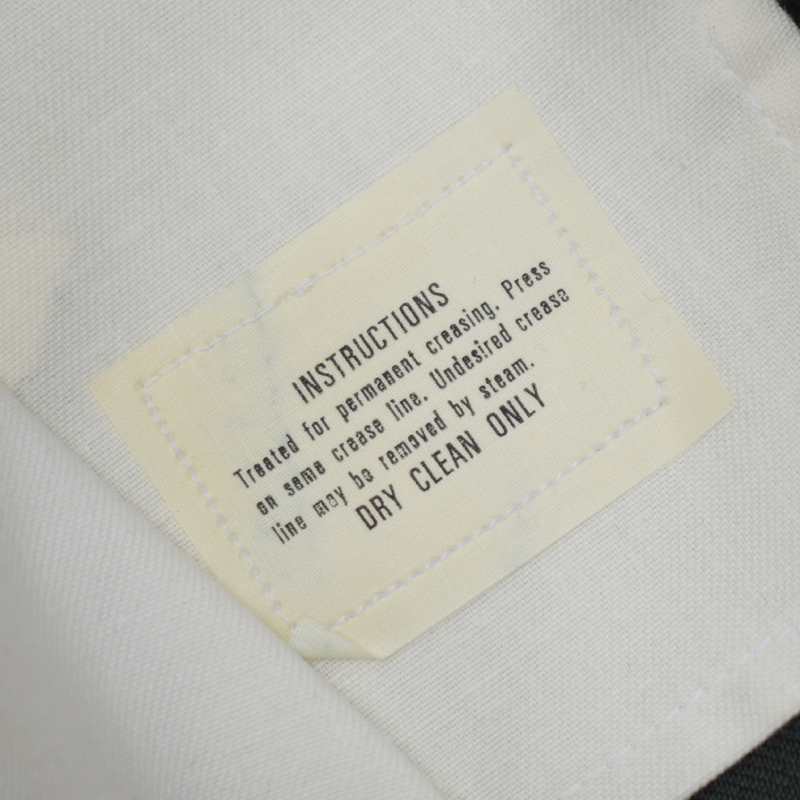 INSTRUCTIONS
Treated for permanent creasing. Press
on same crease line. Undesired crease
line may be removed by steam.
DRY CLEAN ONLY